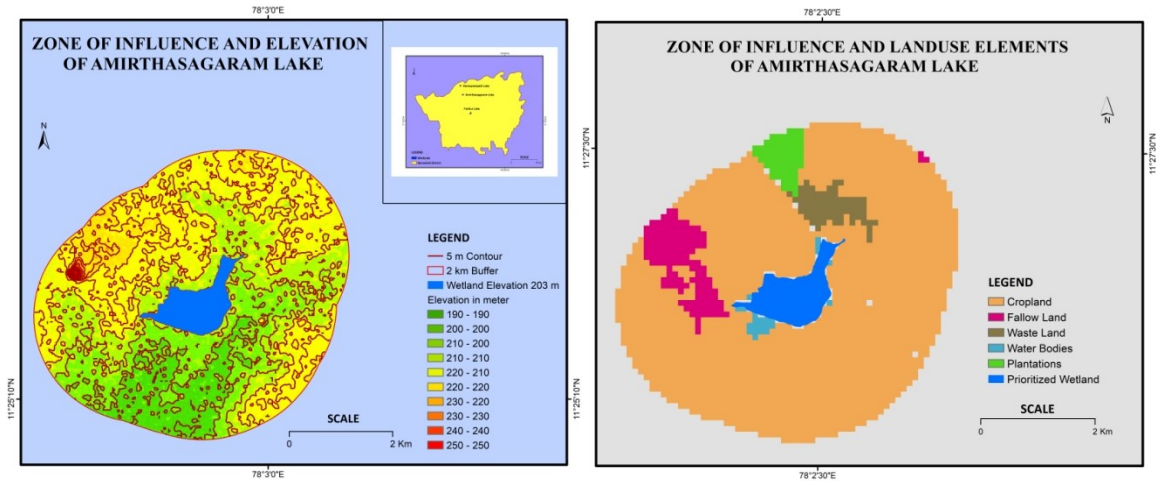 78°3'0"E
ZONE OF INFLUENCE AND ELEVATION
OF AMIRTHASAGARAM LAKE
N
LEGEND
SCALE
LEGEND
5 m Contour
2 km Buffer
Wetland Elevation 203 m
Elevation in meter
190 - 190
200 - 200
210 - 200
210 - 210
220 - 210
220 - 220
230 - 220
230 - 230
240 - 240
250 - 250
SCALE
0 2 Km
11°25'10"N
11°25'10"N
78°3'0"E
78°2'30"E
ZONE OF INFLUENCE AND LANDUSE ELEMENTS
OF AMIRTHASAGARAM LAKE
N
11°27'30"N
11°27'30"N
LEGEND
Cropland
Fallow Land
Waste Land
Water Bodies
Plantations
Prioritized Wetland
SCALE
0 2 Km
78°2'30"E